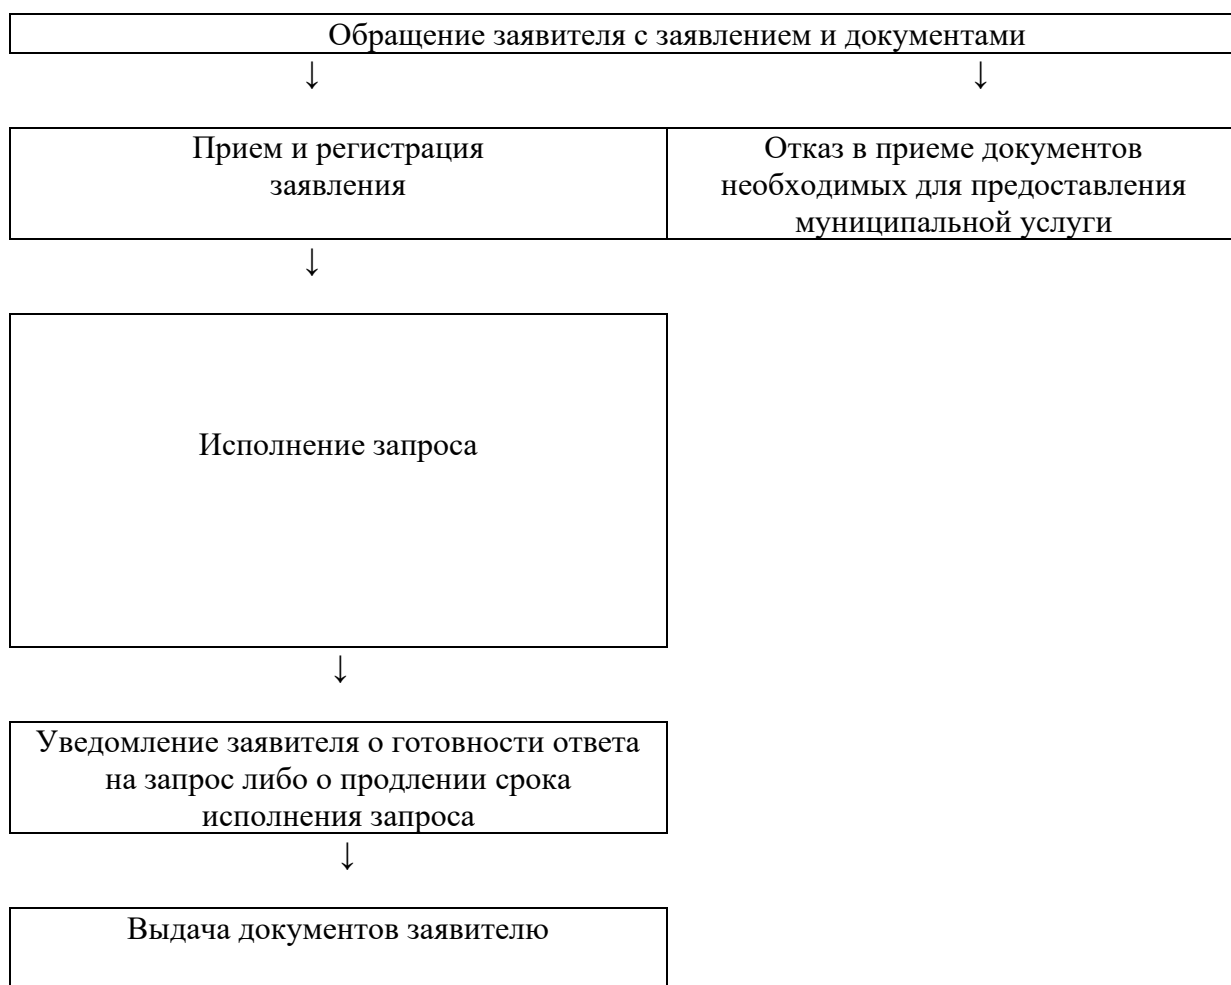 Обращение заявителя с заявлением и документами
↓ ↓
Прием и регистрация
заявления
Отказ в приеме документов
необходимых для предоставления
муниципальной услуги
↓
Исполнение запроса
↓
Уведомление заявителя о готовности ответа
на запрос либо о продлении срока
исполнения запроса
↓
Выдача документов заявителю